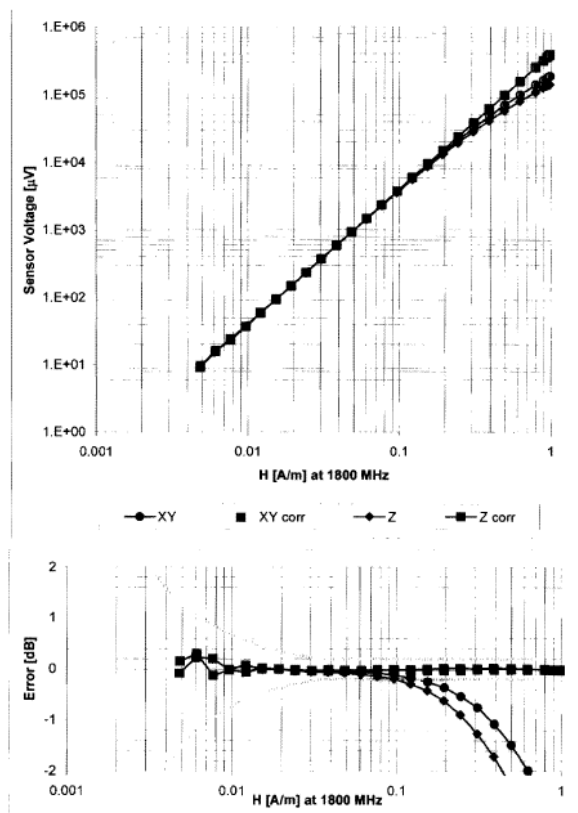 1.E+06
1.E+05
1.E+04
1.E+03
1.E+02
1.E+01
1.E+00
Sensor Voltage [µV]
0.001 0.01 0.1 1
H [A/m] at 1800 MHz
XY XY corr Z Z corr
2
1
0
-1
-2
Error [dB]
0.001 0.01 0.1 1
H [A/m] at 1800 MHz